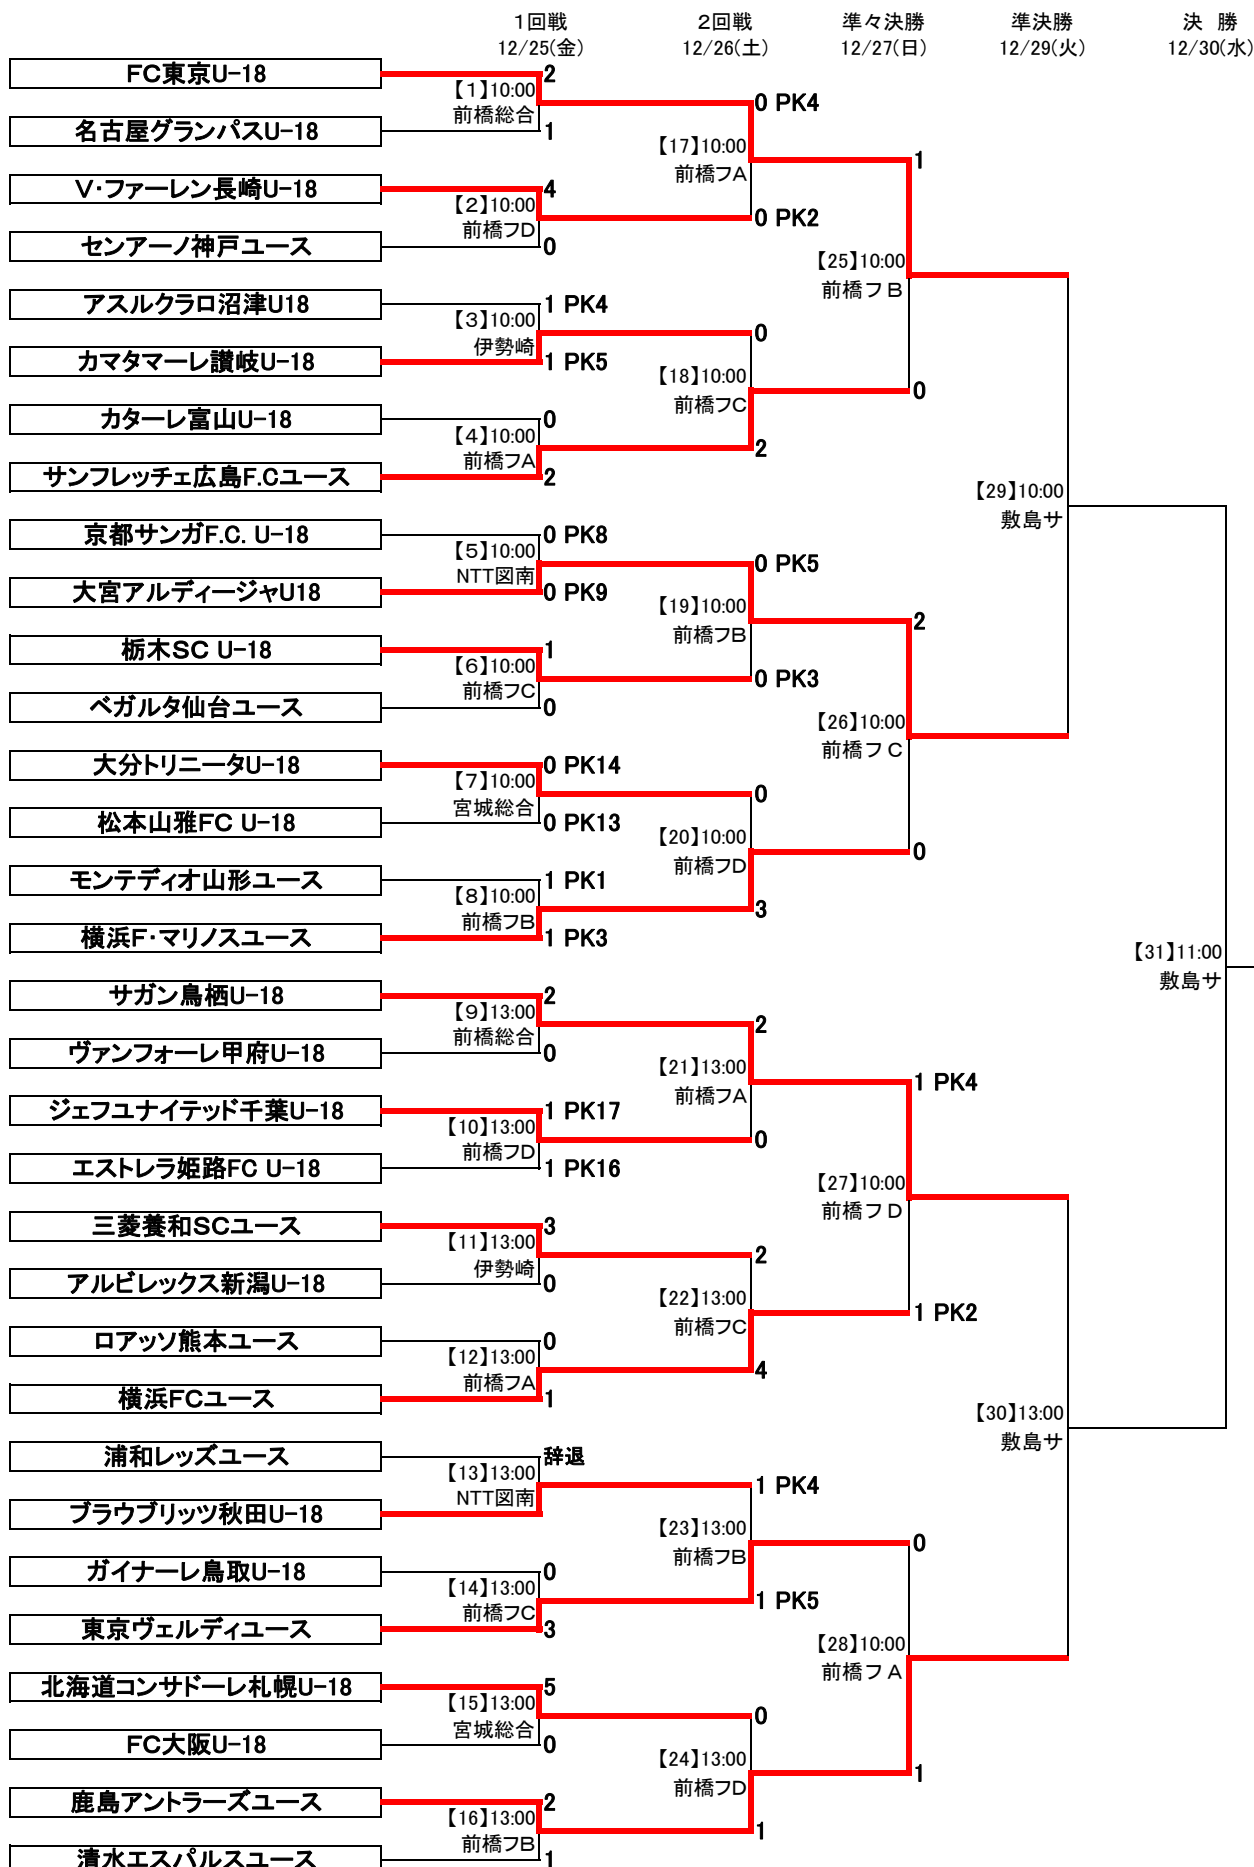 1回戦 2回戦 準々決勝 準決勝 決 勝
12/25(金) 12/26(土) 12/27(日) 12/29(火) 12/30(水)
FC東京U-18 2
【1】10:00
0 PK4
前橋総合
名古屋グランパスU-18 1
【17】10:00
1
前橋フA
V・ファーレン長崎U-18 4
【2】10:00
0 PK2
前橋フD
センアーノ神戸ユース 0
【25】10:00
前橋フB
アスルクラロ沼津U18 1 PK4
【3】10:00
0
伊勢崎
カマタマーレ讃岐U-18 1 PK5
【18】10:00
0
前橋フC
カターレ富山U-18 0
【4】10:00
2
前橋フA
サンフレッチェ広島F.Cユース 2
【29】10:00
敷島サ
京都サンガF.C. U-18 0 PK8
【5】10:00
0 PK5
NTT図南
大宮アルディージャU18 0 PK9
【19】10:00
2
前橋フB
栃木SC U-18 1
【6】10:00
0 PK3
前橋フC
ベガルタ仙台ユース 0
【26】10:00
前橋フC
大分トリニータU-18 0 PK14
【7】10:00
0
宮城総合
松本山雅FC U-18 0 PK13
【20】10:00
0
前橋フD
モンテディオ山形ユース 1 PK1
【8】10:00
3
前橋フB
横浜F・マリノスユース 1 PK3
【31】11:00
敷島サ
サガン鳥栖U-18 2
【9】13:00
2
前橋総合
ヴァンフォーレ甲府U-18 0
【21】13:00
1 PK4
前橋フA
ジェフユナイテッド千葉U-18 1 PK17
【10】13:00
0
前橋フD
エストレラ姫路FC U-18 1 PK16
【27】10:00
前橋フD
三菱養和SCユース 3
【11】13:00
2
伊勢崎
アルビレックス新潟U-18 0
【22】13:00
1 PK2
前橋フC
ロアッソ熊本ユース 0
【12】13:00
4
前橋フA
横浜FCユース 1
【30】13:00
敷島サ
浦和レッズユース 辞退
【13】13:00
1 PK4
NTT図南
ブラウブリッツ秋田U-18
【23】13:00
0
前橋フB
ガイナーレ鳥取U-18 0
【14】13:00
1 PK5
前橋フC
東京ヴェルディユース 3
【28】10:00
前橋フA
北海道コンサドーレ札幌U-18 5
【15】13:00
0
宮城総合
FC大阪U-18 0
【24】13:00
1
前橋フD
鹿島アントラーズユース 2
【16】13:00
1
前橋フB
清水エスパルスユース 1